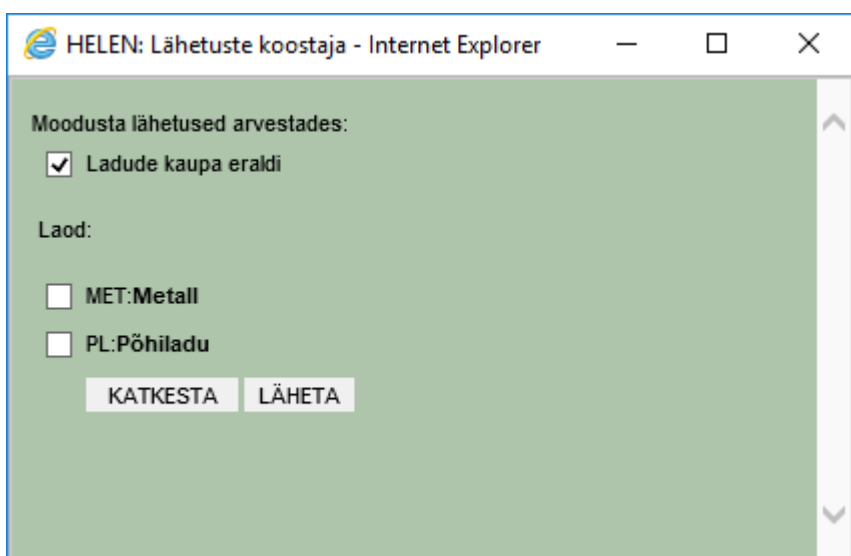 HELEN: Lähetuste koostaja - Internet Explorer
Moodusta lähetused arvestades:
Ladude kaupa eraldi
Laod:
MET:Metall
PL:Põhiladu
KATKESTA LÄHETA